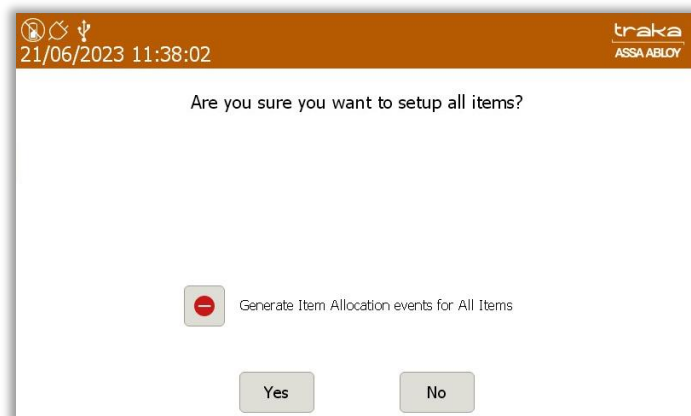 traka
21/06/2023 11:38:02
ASSA ABLOY
Are you sure you want to setup all items?
Generate Item Allocation events for All Items
Yes
No